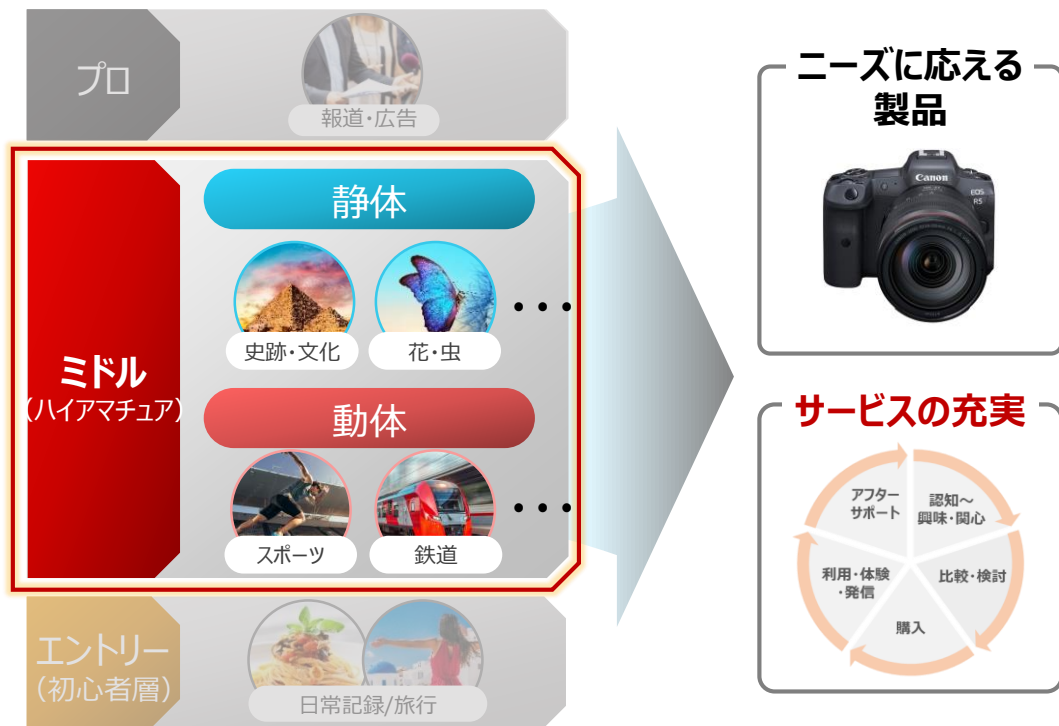 プロ
報道・広告
ミドル
（ハイアマチュア）
静体
史跡・文化
花・虫
・・・
動体
スポーツ
鉄道
・・・
エントリー
（初心者層）
日常記録/旅行
ニーズに応える
製品
Canon
EOS
R5
サービスの充実
認知～
興味・関心
比較・検討
購入
利用・体験
・発信
アフター
サポート